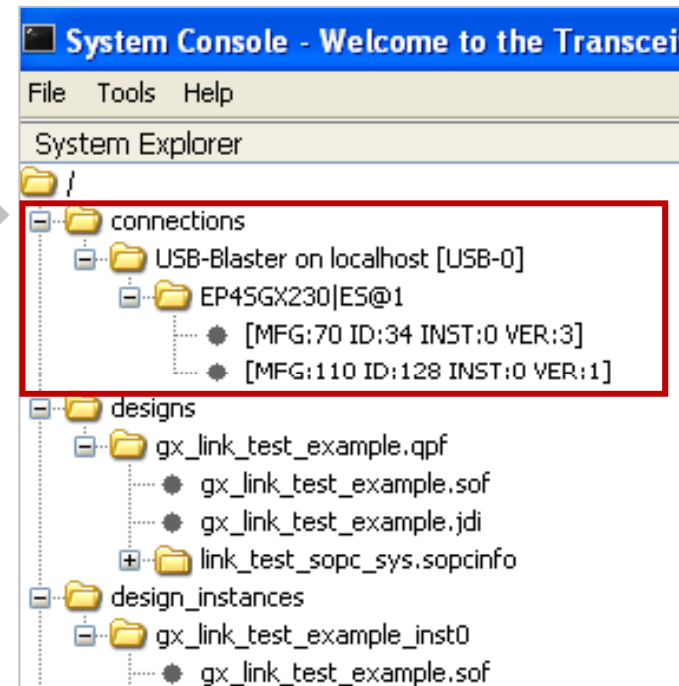 System Console - Welcome to the Transcei
File Tools Help
System Explorer
/
connections
USB-Blaster on localhost [USB-0]
EP4SGX230|ES@1
[MFG:70 ID:34 INST:0 VER:3]
[MFG:110 ID:128 INST:0 VER:1]
designs
gx_link_test_example.qpf
gx_link_test_example.sof
gx_link_test_example.jdi
link_test_sopc_sys.sopcinfo
design_instances
gx_link_test_example_inst0
gx_link_test_example.sof